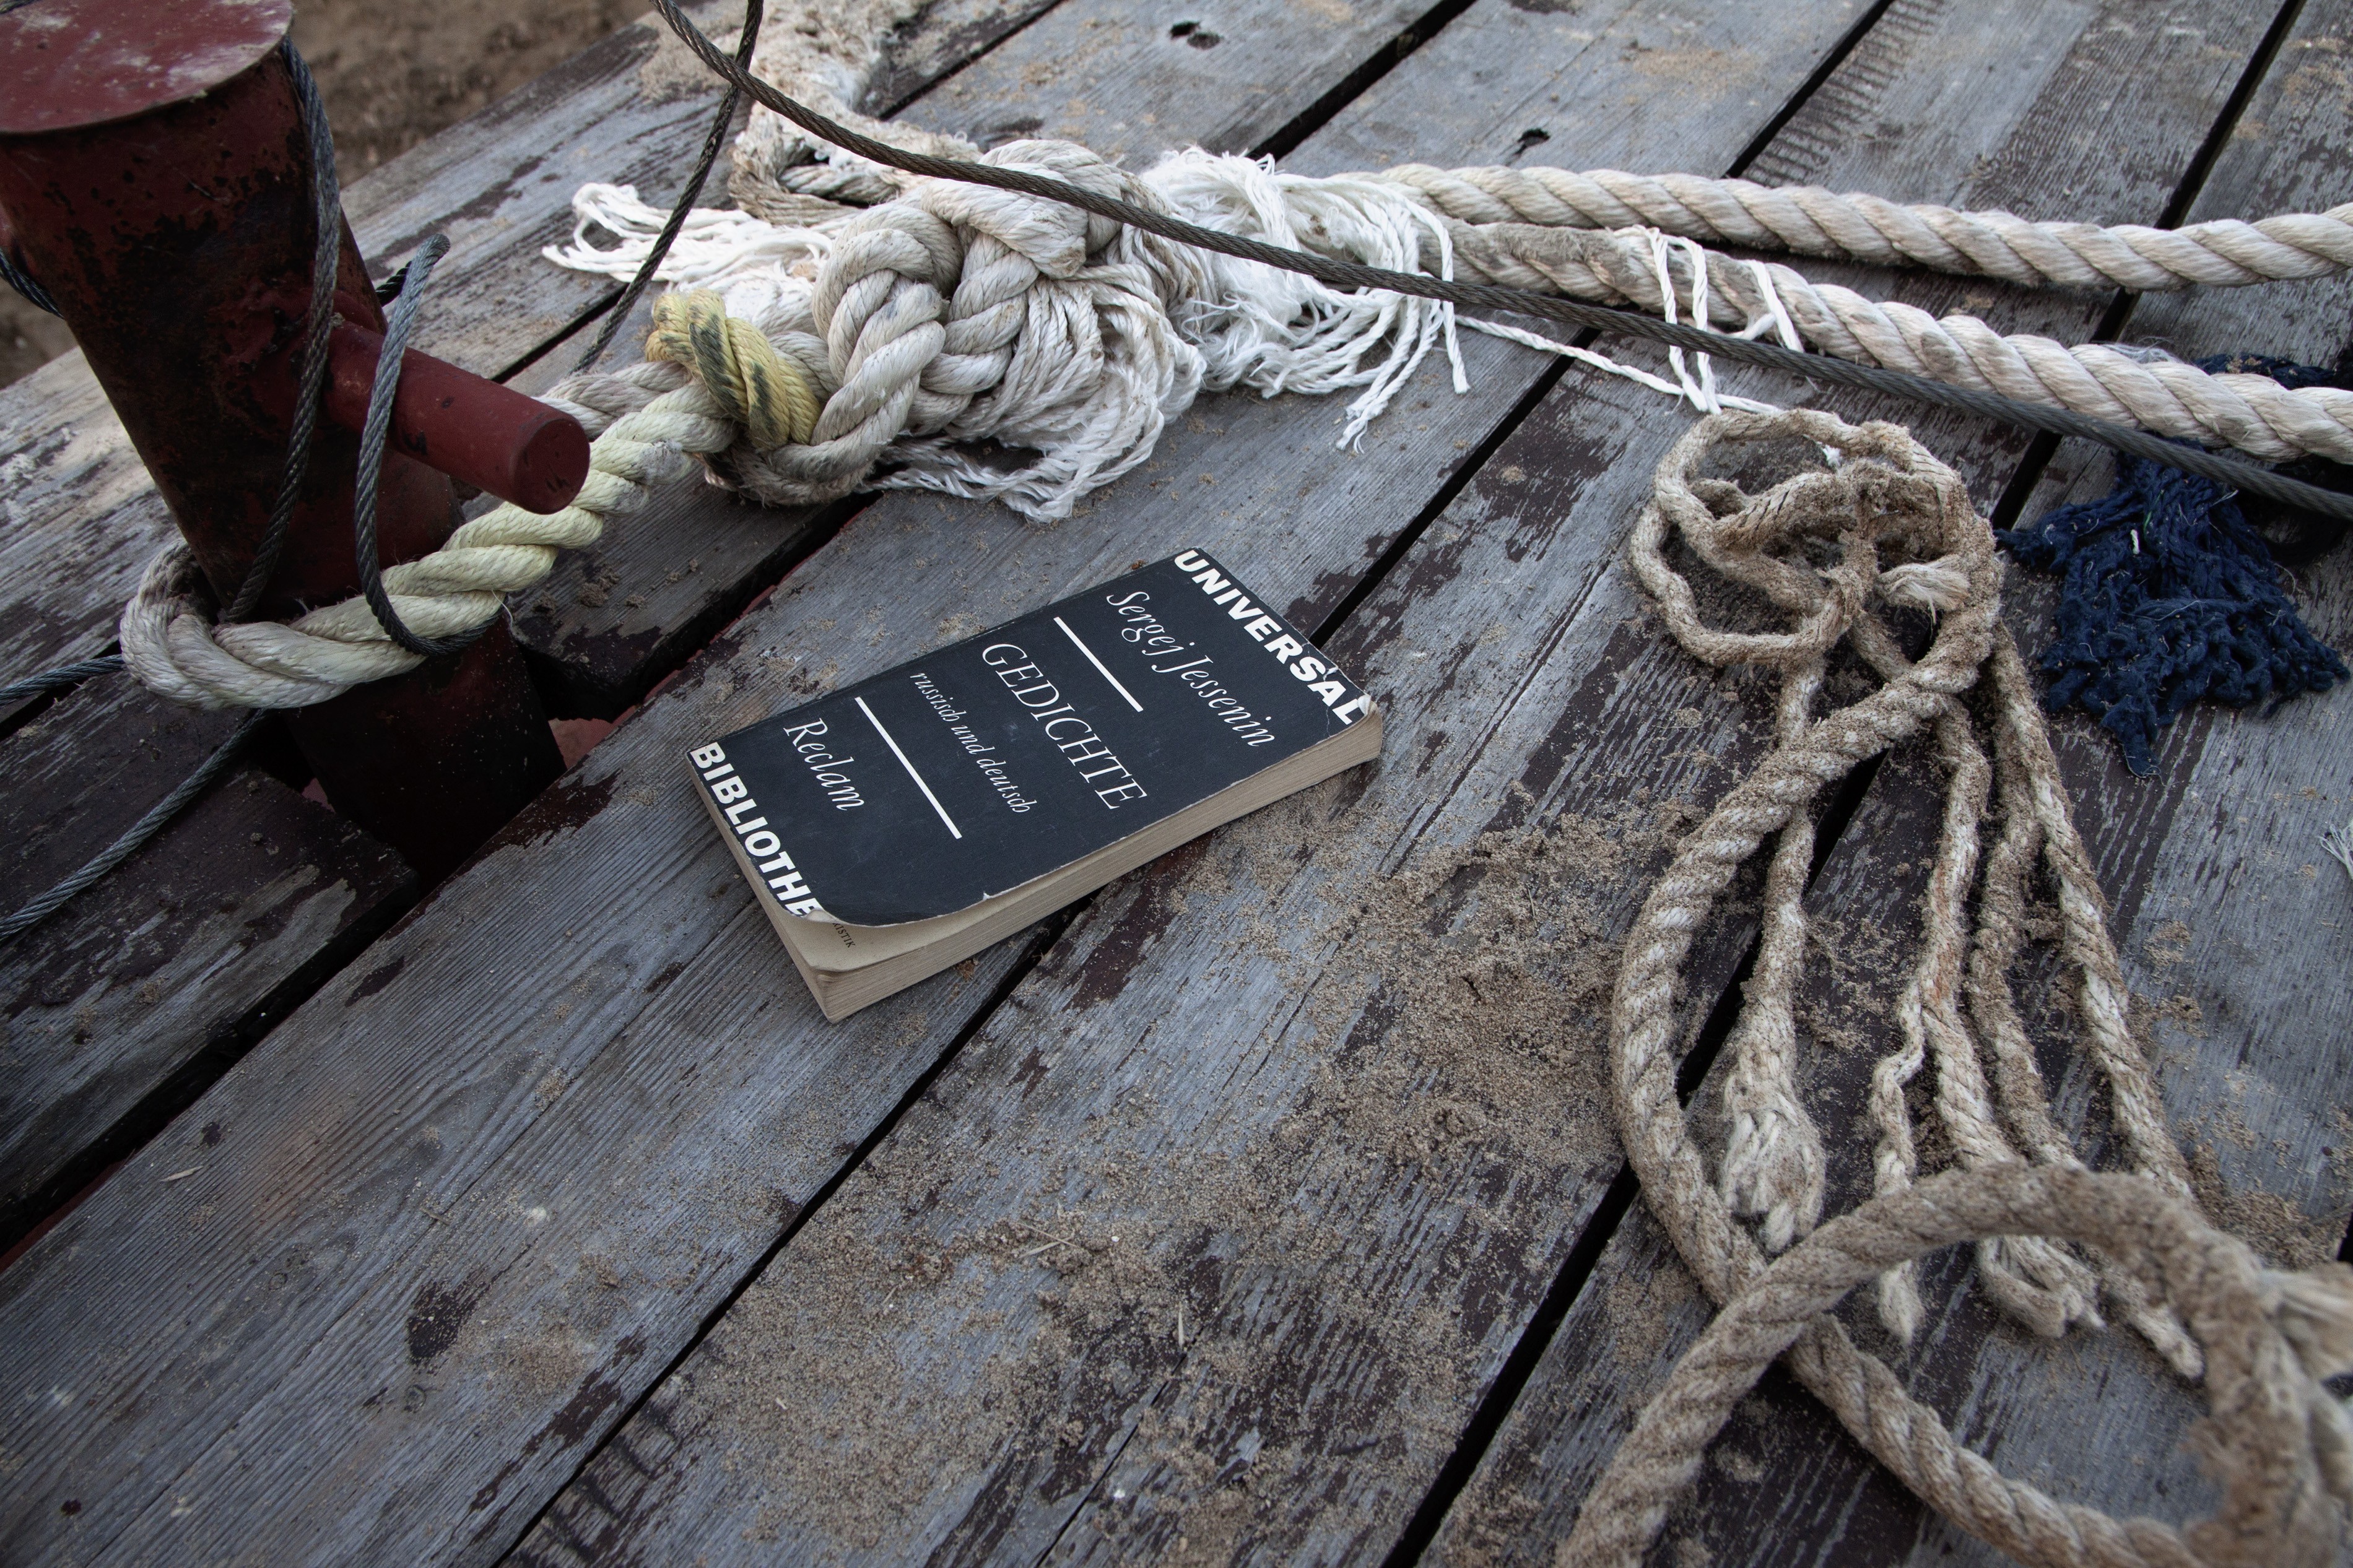 UNIVERSAL
Sergej Jessenin
GEDICHTE
russisch und deutsch
Reclam
BIBLIOTHE